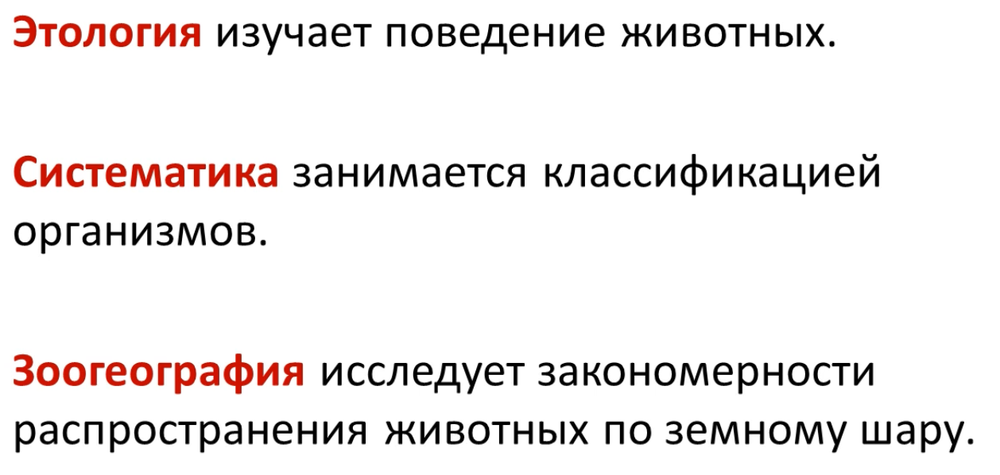 Этология изучает поведение животных.
Систематика занимается классификацией
организмов.
Зоогеография исследует закономерности
распространения животных по земному шару.